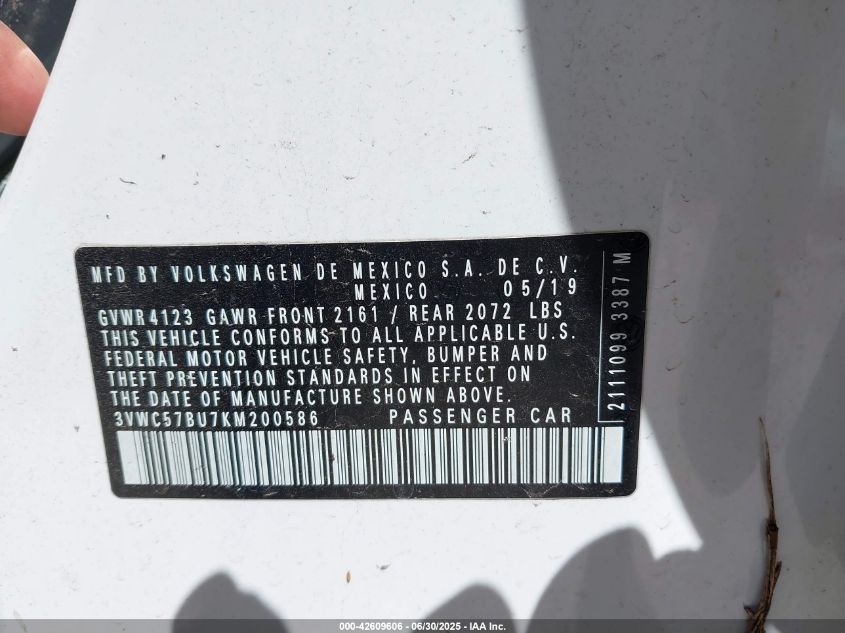 MFD BY VOLKSWAGEN DE MEXICO S.A. DE C.V.
MEXICO 05/19
GVWR 4123 GAWR FRONT 2161 / REAR 2072 LBS
THIS VEHICLE CONFORMS TO ALL APPLICABLE U.S.
FEDERAL MOTOR VEHICLE SAFETY, BUMPER AND
THEFT PREVENTION STANDARDS IN EFFECT ON
THE DATE OF MANUFACTURE SHOWN ABOVE.
3VWC57BU7KM200586 PASSENGER CAR
2111099 3387 M
000-42609606 - 06/30/2025 - IAA Inc.